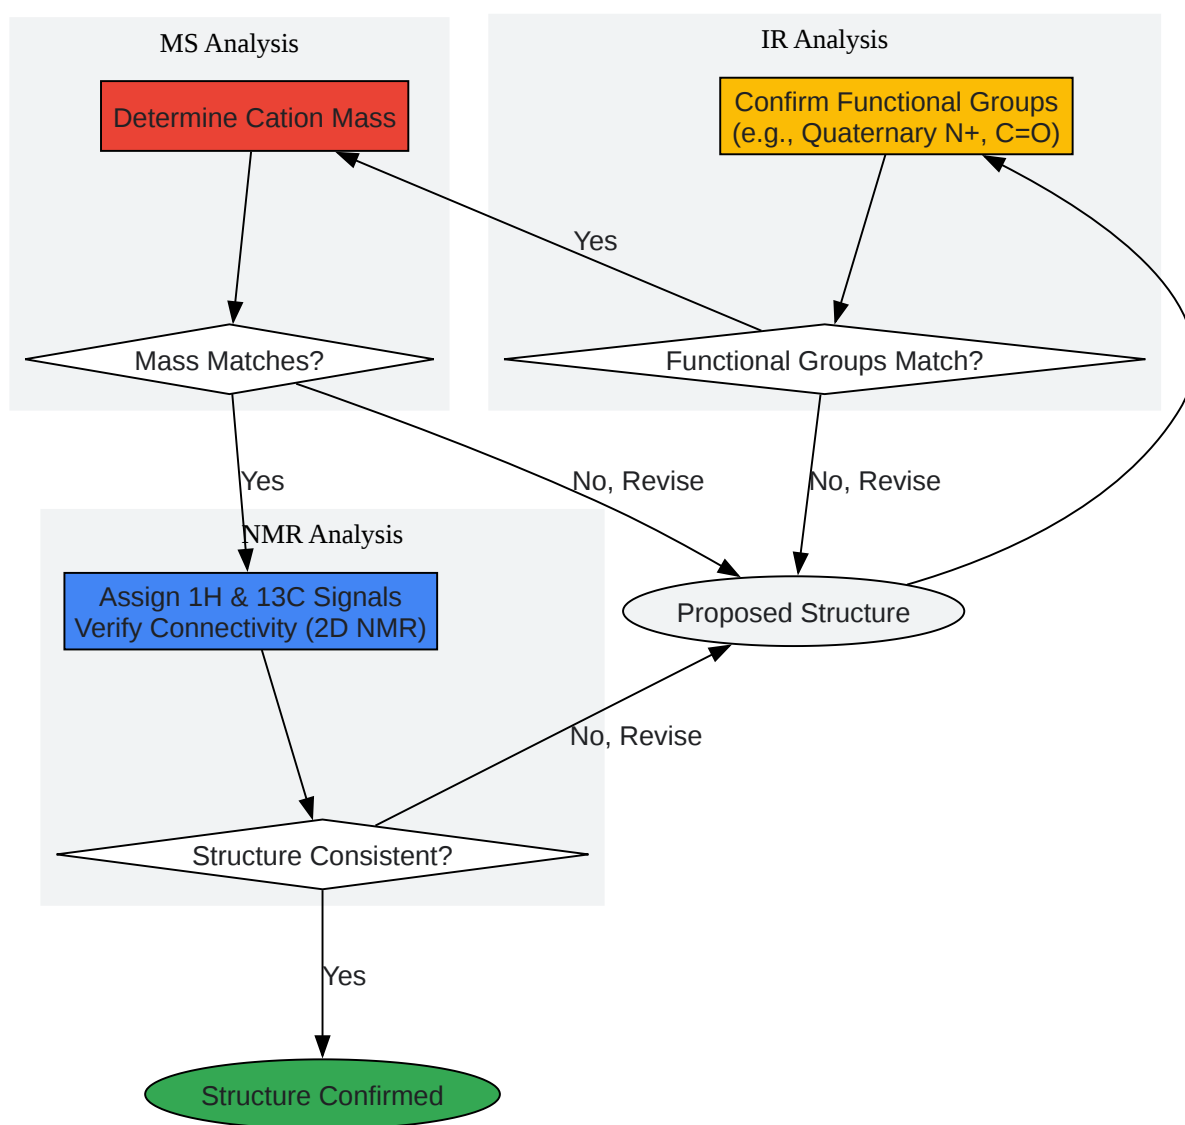 MS Analysis
IR Analysis
Determine Cation Mass
Confirm Functional Groups
(e.g., Quaternary N+, C=O)
Yes
Mass Matches?
Functional Groups Match?
Yes
No, Revise
No, Revise
NMR Analysis
Assign 1H & 13C Signals
Verify Connectivity (2D NMR)
Proposed Structure
No, Revise
Structure Consistent?
Yes
Structure Confirmed